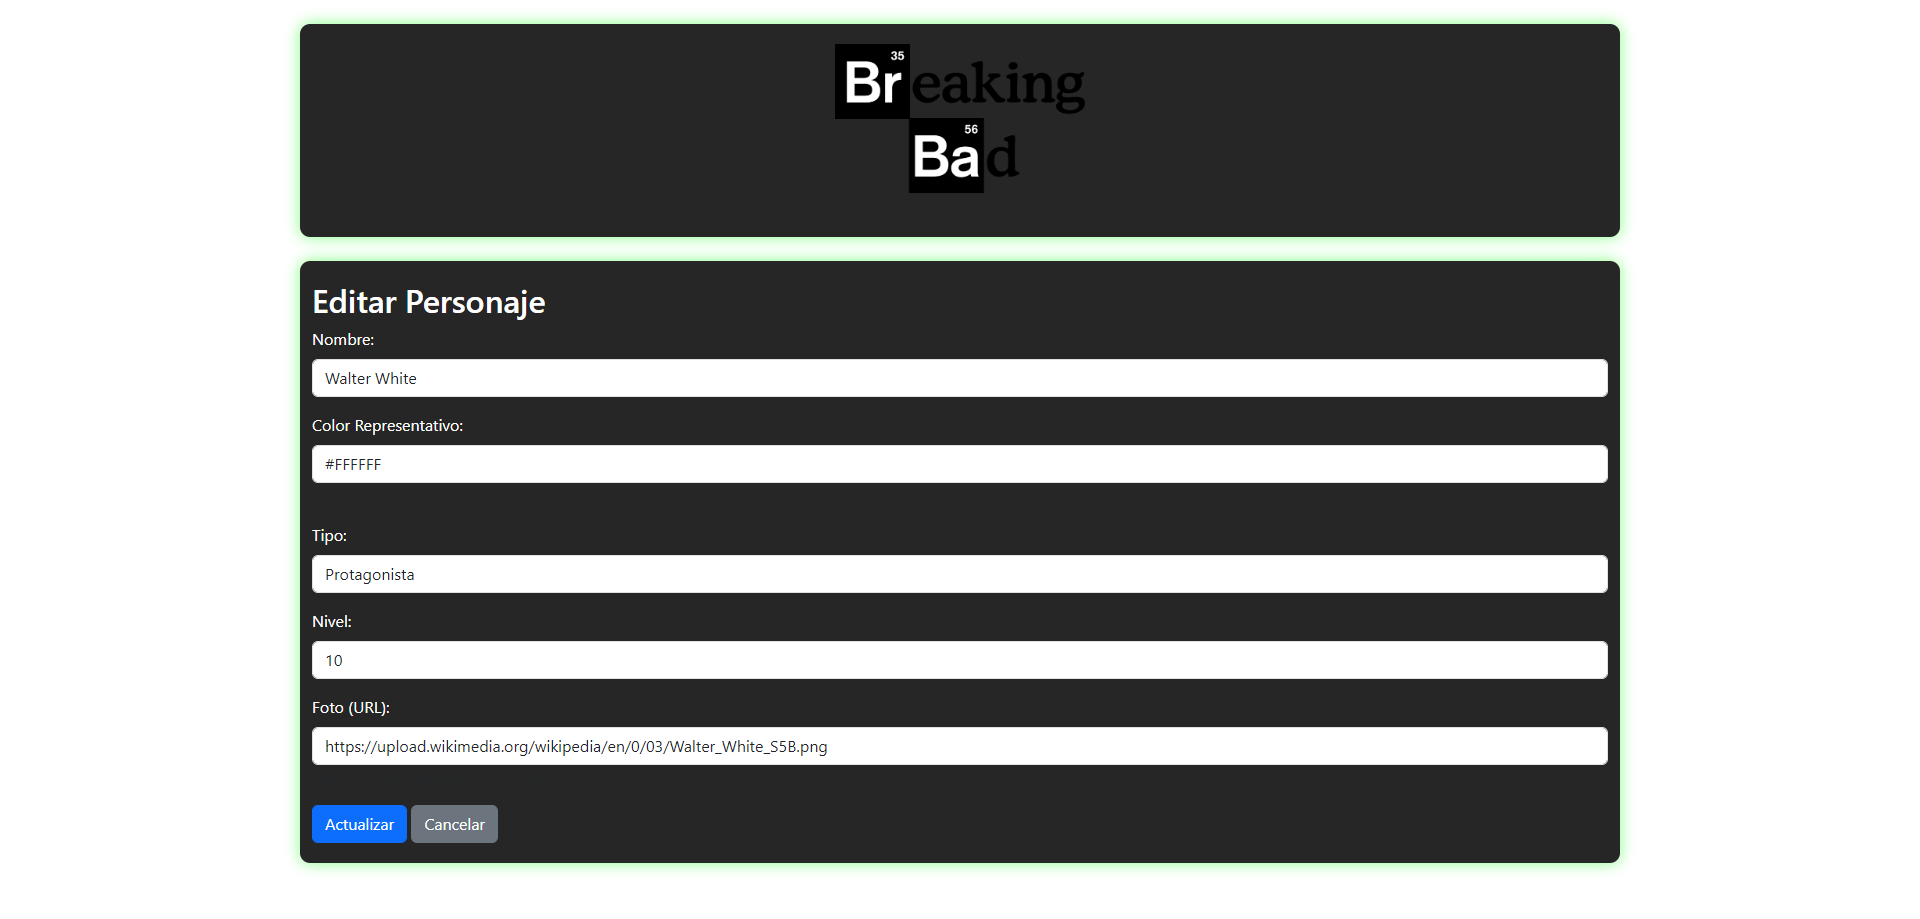 35
Breaking
56
Bad
Editar Personaje
Nombre:
Walter White
Color Representativo:
#FFFFFF
Tipo:
Protagonista
Nivel:
10
Foto (URL):
https://upload.wikimedia.org/wikipedia/en/0/03/Walter_White_S5B.png
Actualizar Cancelar